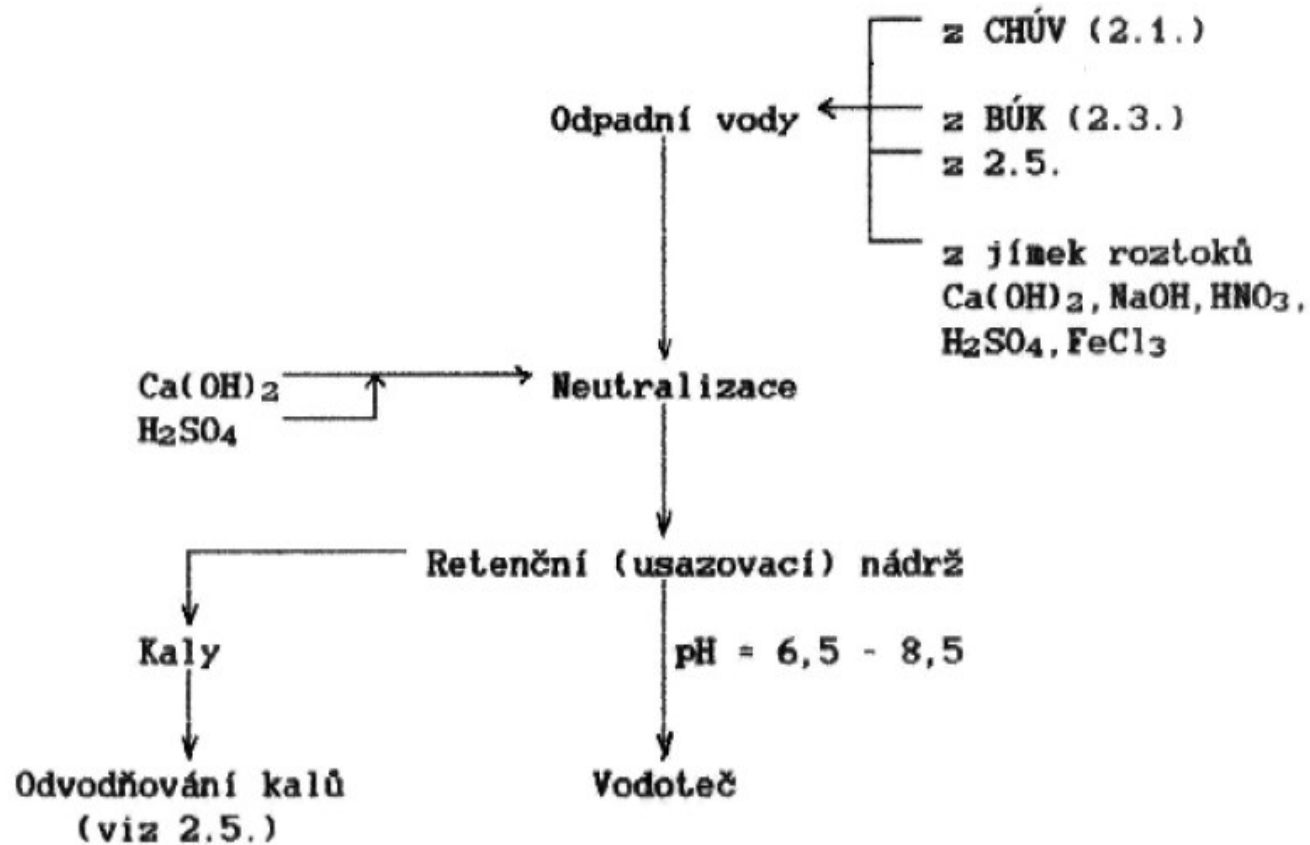 z CHÚV (2.1.)
Odpadní vody
z BÚK (2.3.)
z 2.5.
z jímek roztoků
Ca(OH)₂,NaOH,HNO₃,
H₂SO₄,FeCl₃
Ca(OH)₂
H₂SO₄
Neutralizace
Retenční (usazovací) nádrž
Kaly
pH = 6,5 - 8,5
Odvodňování kalů
(viz 2.5.)
Vodoteč